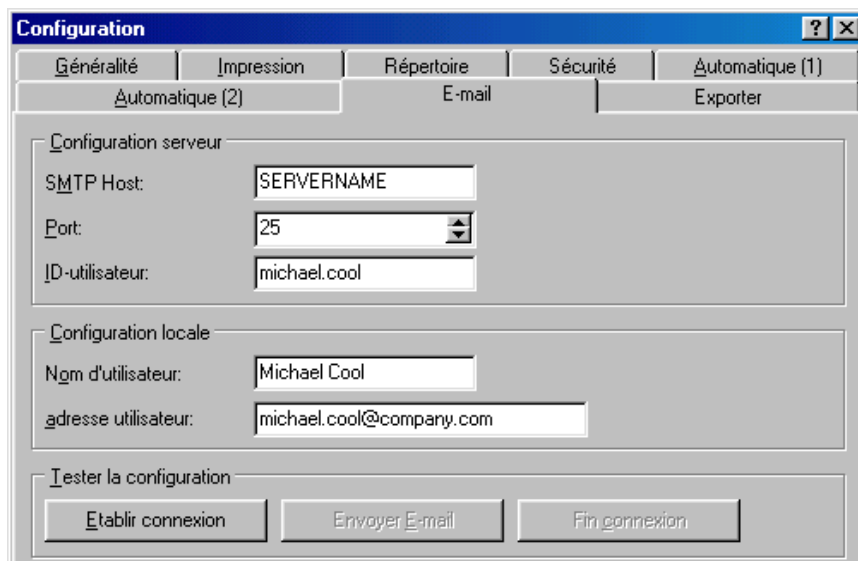 Configuration
Généralité Impression Répertoire Sécurité Automatique (1)
Automatique (2) E-mail Exporter
Configuration serveur
SMTP Host: SERVERNAME
Port: 25
ID-utilisateur: michael.cool
Configuration locale
Nom d'utilisateur: Michael Cool
adresse utilisateur: michael.cool@company.com
Tester la configuration
Etablir connexion Envoyer E-mail Fin connexion